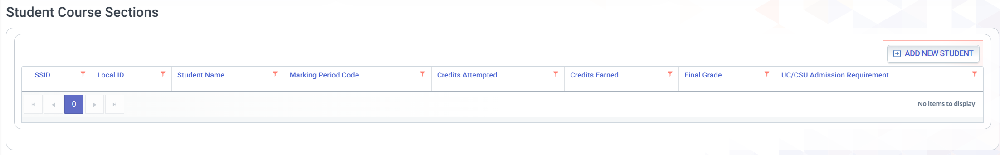 Student Course Sections
ADD NEW STUDENT
SSID Local ID Student Name Marking Period Code Credits Attempted Credits Earned Final Grade UC/CSU Admission Requirement
0 No items to display